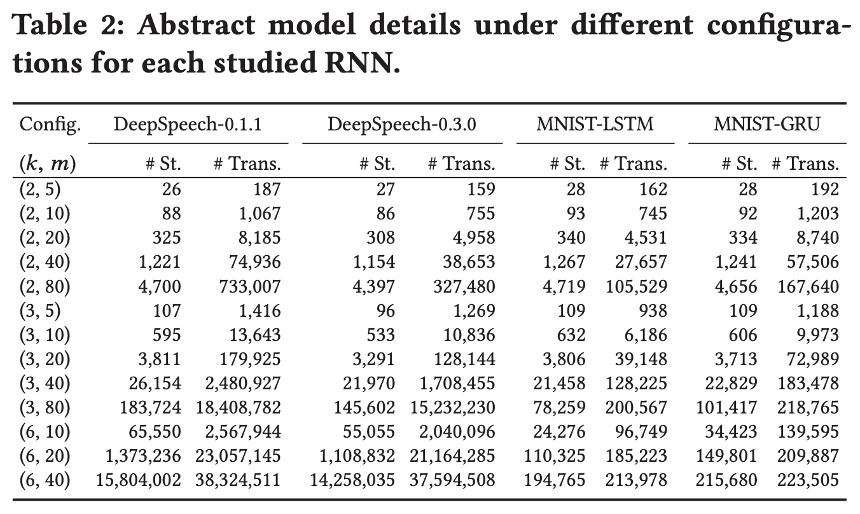 Table 2: Abstract model details under different configura-
tions for each studied RNN.
Config. DeepSpeech-0.1.1 DeepSpeech-0.3.0 MNIST-LSTM MNIST-GRU
(k, m) # St. # Trans. # St. # Trans. # St. # Trans. # St. # Trans.
(2, 5) 26 187 27 159 28 162 28 192
(2, 10) 88 1,067 86 755 93 745 92 1,203
(2, 20) 325 8,185 308 4,958 340 4,531 334 8,740
(2, 40) 1,221 74,936 1,154 38,653 1,267 27,657 1,241 57,506
(2, 80) 4,700 733,007 4,397 327,480 4,719 105,529 4,656 167,640
(3, 5) 107 1,416 96 1,269 109 938 109 1,188
(3, 10) 595 13,643 533 10,836 632 6,186 606 9,973
(3, 20) 3,811 179,925 3,291 128,144 3,806 39,148 3,713 72,989
(3, 40) 26,154 2,480,927 21,970 1,708,455 21,458 128,225 22,829 183,478
(3, 80) 183,724 18,408,782 145,602 15,232,230 78,259 200,567 101,417 218,765
(6, 10) 65,550 2,567,944 55,055 2,040,096 24,276 96,749 34,423 139,595
(6, 20) 1,373,236 23,057,145 1,108,832 21,164,285 110,325 185,223 149,801 209,887
(6, 40) 15,804,002 38,324,511 14,258,035 37,594,508 194,765 213,978 215,680 223,505